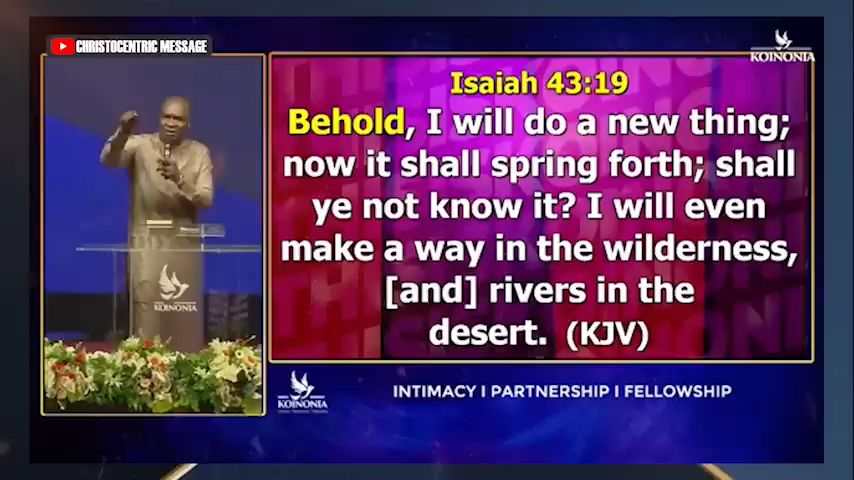 CHRISTOCENTRIC MESSAGE
KOINONIA
Isaiah 43:19
Behold, I will do a new thing;
now it shall spring forth; shall
ye not know it? I will even
make a way in the wilderness,
[and] rivers in the
desert. (KJV)
KOINONIA
KOINONIA
INTIMACY I PARTNERSHIP I FELLOWSHIP